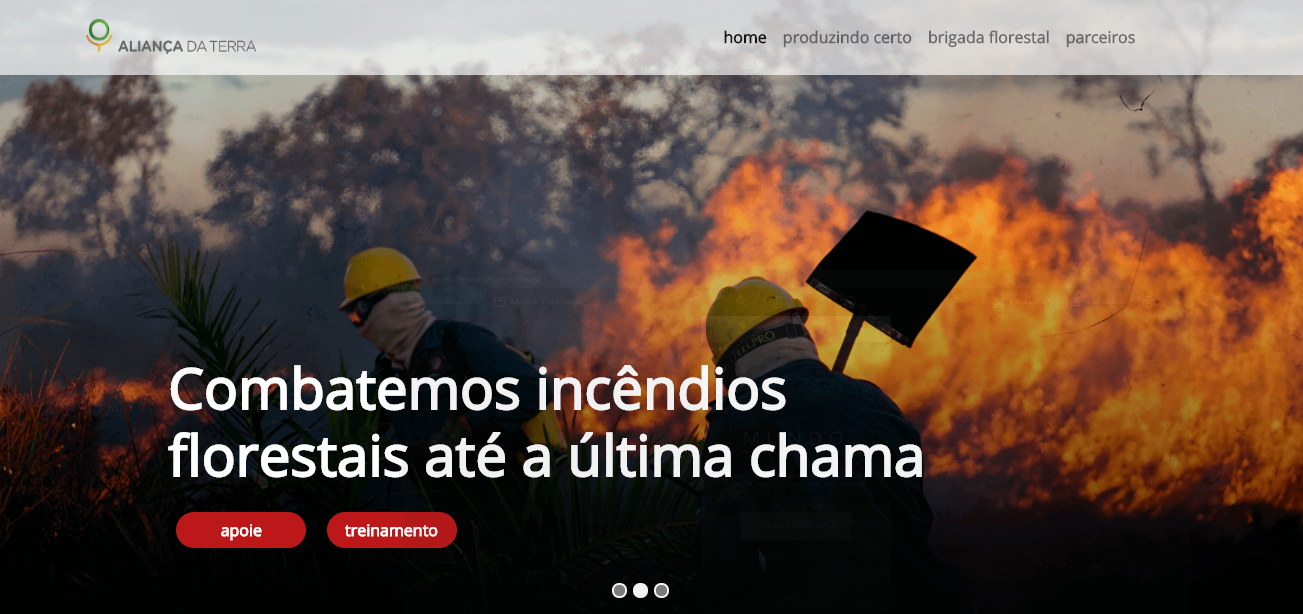 ALIANÇA DA TERRA
home produzindo certo brigada florestal parceiros
Combatemos incêndios
florestais até a última chama
apoie treinamento